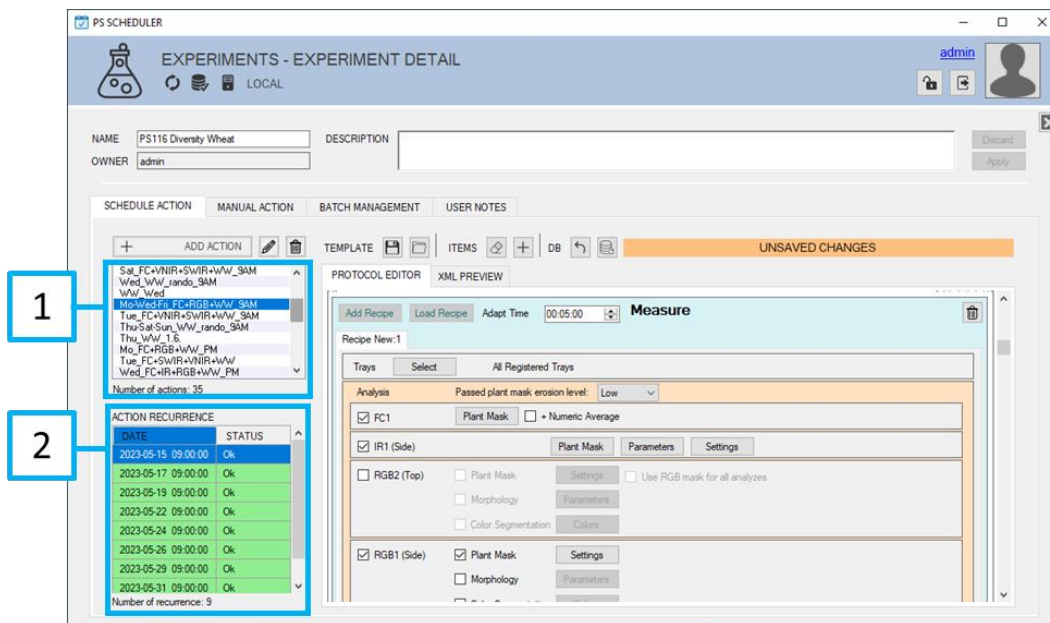 PS SCHEDULER
EXPERIMENTS - EXPERIMENT DETAIL
admin
LOCAL
NAME PS116 Diversity Wheat DESCRIPTION Discard
OWNER admin Apply
SCHEDULE ACTION MANUAL ACTION BATCH MANAGEMENT USER NOTES
+ ADD ACTION TEMPLATE ITEMS DB UNSAVED CHANGES
1
Sat_FC+VNIR+SWIR+WW_9AM
Wed_WW_rando_9AM
WW_Wed
Mo-Wed-Fri_FC+RGB+WW_9AM
Tue_FC+VNIR+SWIR+WW_9AM
Thu-Sat-Sun_WW_rando_9AM
Thu_WW_1.6.
Mo_FC+RGB+WW_PM
Tue_FC+SWIR+VNIR+WW
Wed_FC+IR+RGB+WW_PM
Number of actions: 35
2
ACTION RECURRENCE
DATE STATUS
2023-05-15 09:00:00 Ok
2023-05-17 09:00:00 Ok
2023-05-19 09:00:00 Ok
2023-05-22 09:00:00 Ok
2023-05-24 09:00:00 Ok
2023-05-26 09:00:00 Ok
2023-05-29 09:00:00 Ok
2023-05-31 09:00:00 Ok
Number of recurrence: 9
PROTOCOL EDITOR XML PREVIEW
Add Recipe Load Recipe Adapt Time 00:05:00 Measure
Recipe New:1
Trays Select All Registered Trays
Analysis Passed plant mask erosion level: Low
FC1 Plant Mask + Numeric Average
IR1 (Side) Plant Mask Parameters Settings
RGB2 (Top) Plant Mask Settings Use RGB mask for all analyzes
Morphology Parameters
Color Segmentation Colors
RGB1 (Side) Plant Mask Settings
Morphology Parameters